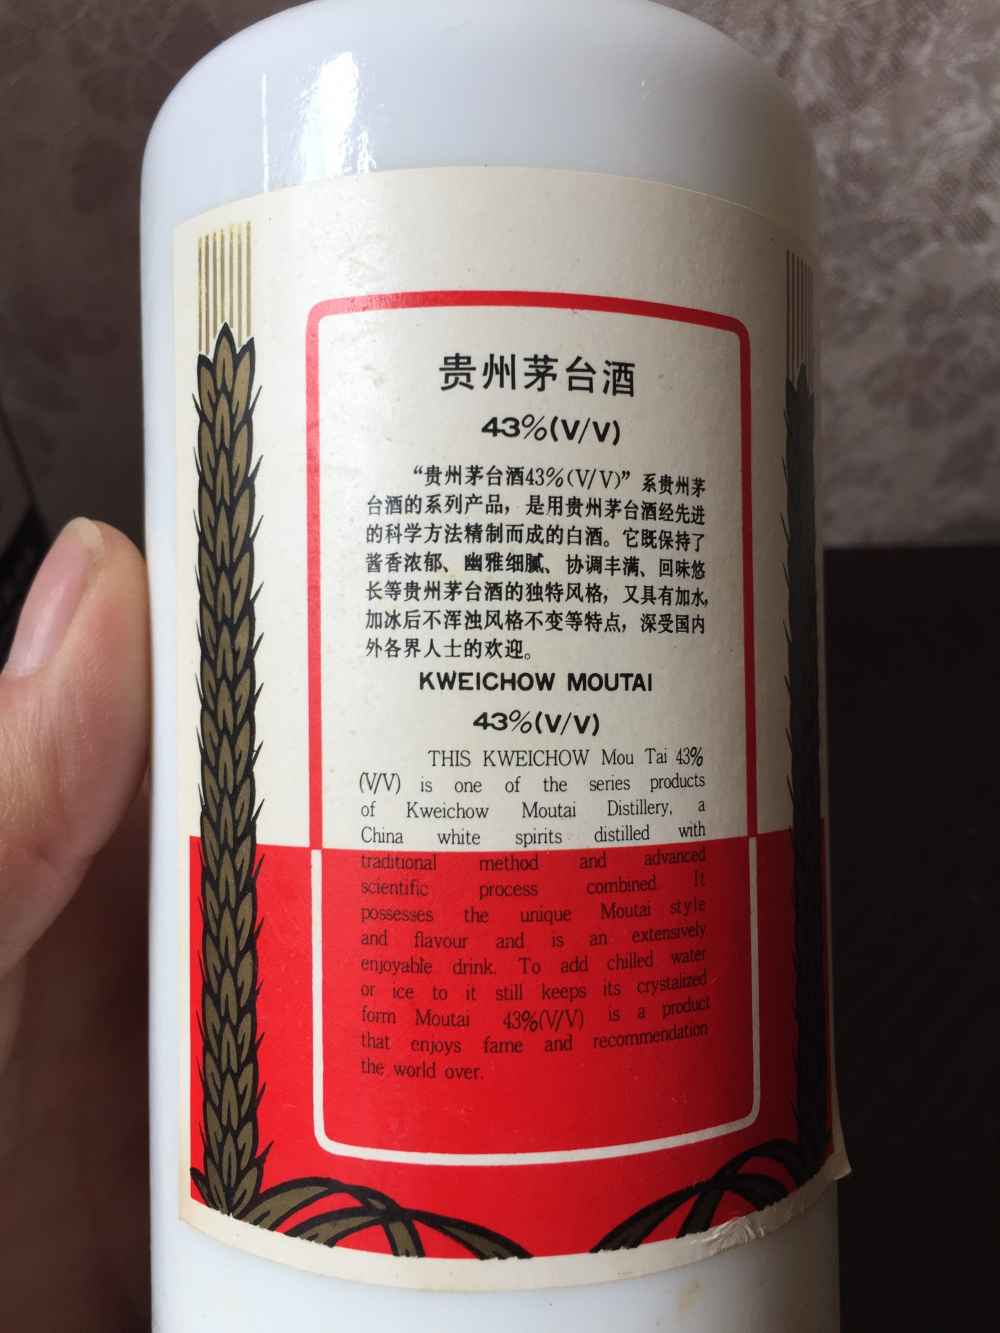 贵州茅台酒
43%(V/V)
“贵州茅台酒43%(V/V)”系贵州茅
台酒的系列产品，是用贵州茅台酒经先进
的科学方法精制而成的白酒。它既保持了
酱香浓郁、幽雅细腻、协调丰满、回味悠
长等贵州茅台酒的独特风格，又具有加水,
加冰后不浑浊风格不变等特点，深受国内
外各界人士的欢迎。
KWEICHOW MOUTAI
43%(V/V)
THIS KWEICHOW Mou Tai 43%
(V/V) is one of the series products
of Kweichow Moutai Distillery, a
China white spirits distilled with
traditional method and advanced
scientific process combined. It
possesses the unique Moutai style
and flavour and is an extensively
enjoyable drink. To add chilled water
or ice to it still keeps its crystalized
form Moutai 43%(V/V) is a product
that enjoys fame and recommendation
the world over.